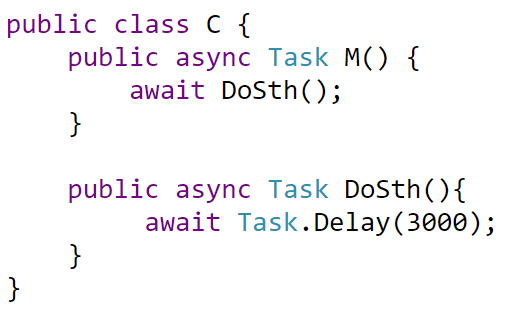 public class C {
    public async Task M() {
        await DoSth();
    }

    public async Task DoSth(){
         await Task.Delay(3000);
    }
}